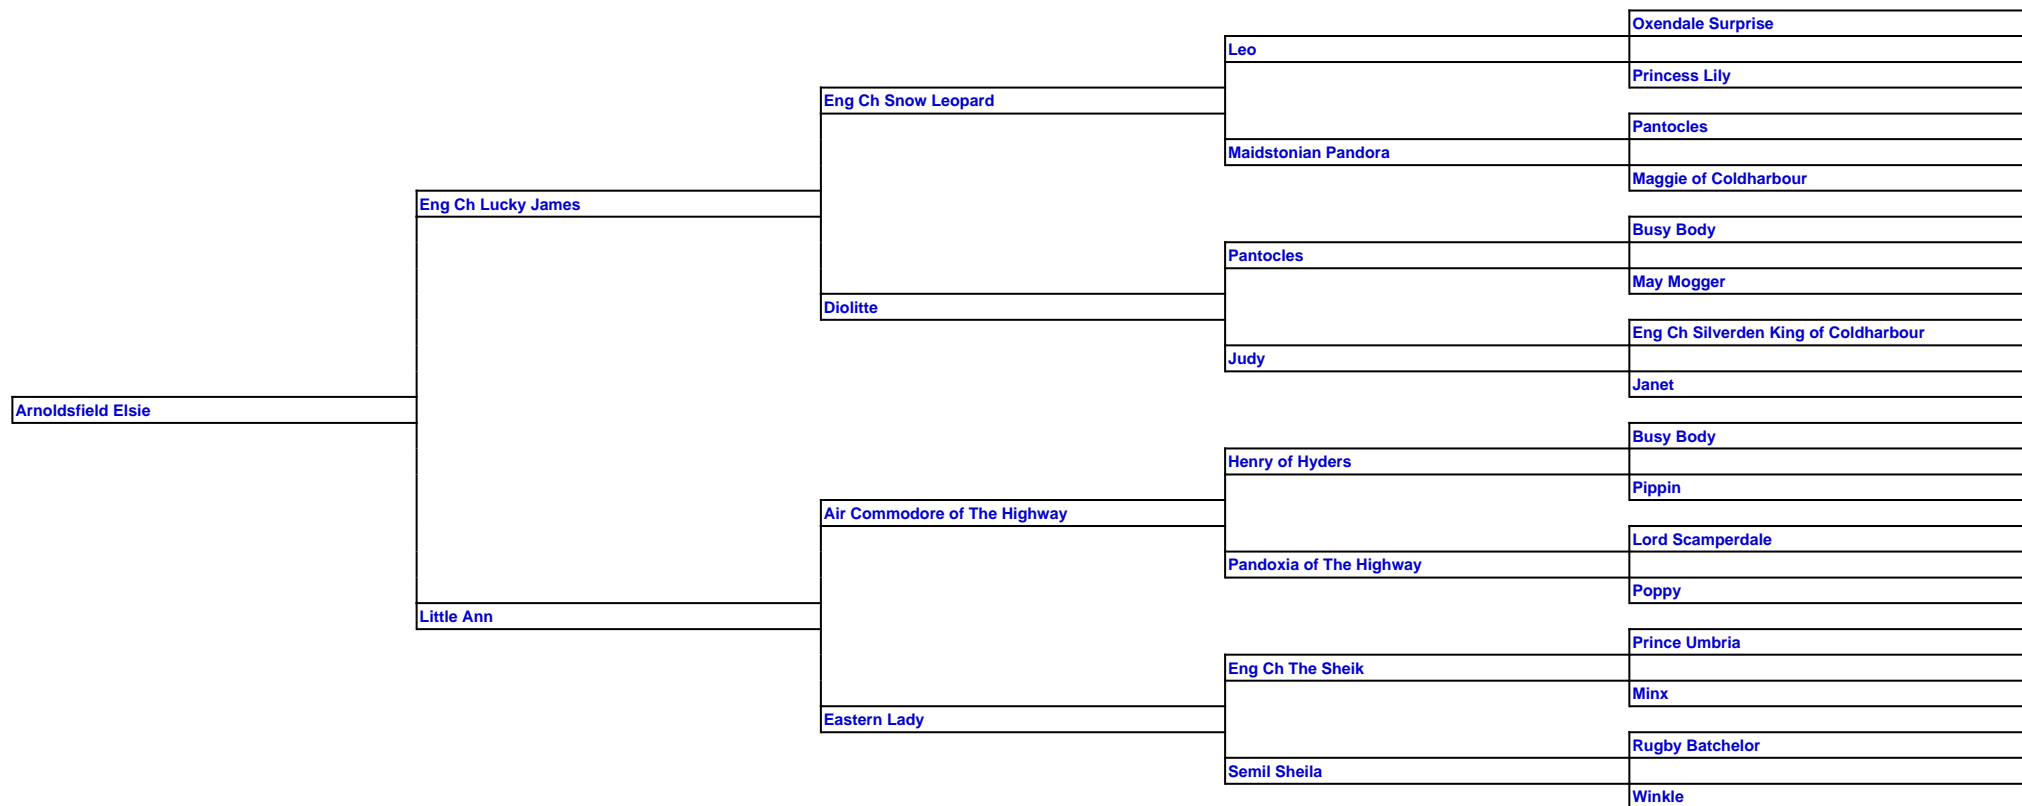 Oxendale Surprise
Leo
Princess Lily
Eng Ch Snow Leopard
Pantocles
Maidstonian Pandora
Maggie of Coldharbour
Eng Ch Lucky James
Busy Body
Pantocles
May Mogger
Diolitte
Eng Ch Silverden King of Coldharbour
Judy
Janet
Arnoldsfield Elsie
Busy Body
Henry of Hyders
Pippin
Air Commodore of The Highway
Lord Scamperdale
Pandoxia of The Highway
Poppy
Little Ann
Prince Umbria
Eng Ch The Sheik
Minx
Eastern Lady
Rugby Batchelor
Semil Sheila
Winkle